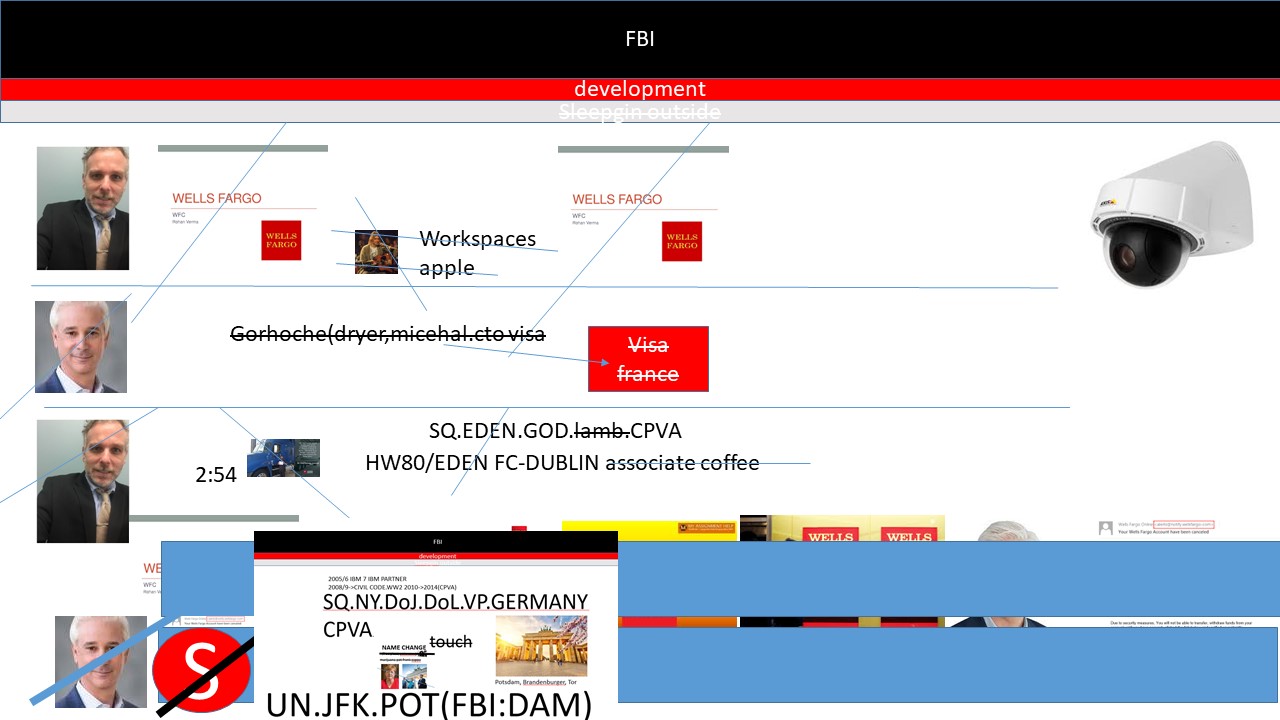 FBI
development
Sleepgin outside
WELLS FARGO
WFC
Rehan Verma
WELLS
FARGO
Workspaces
apple
WELLS FARGO
WFC
Rehan Verma
WELLS
FARGO
Gorhoche(dryer,micehal.cto visa
Visa
france
SQ.EDEN.GOD.lamb.CPVA
HW80/EDEN FC-DUBLIN associate coffee
2:54
WE
WFC
WELLS
WELLS
Your Wells Fargo Account have been canceled
FBI
development
2005/6 IBM 7 IBM PARTNER
2008/9->CIVIL CODE.WW2 2010->2014(CPVA)
SQ.NY.DoJ.DoL.VP.GERMANY
CPVA
touch
NAME CHANGE
Potsdam, Brandenburger, Tor
UN.JFK.POT(FBI:DAM)
S